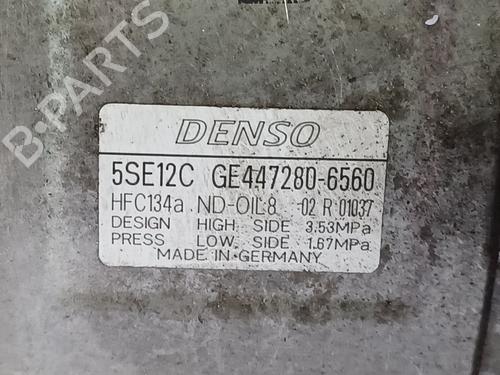 B-PARTS
DENSO
5SE12C GE447280-6560
HFC134a ND-OIL8 -02 R 01037
DESIGN HIGH SIDE 3.53MPa
PRESS LOW SIDE 1.67MPa
MADE IN GERMANY